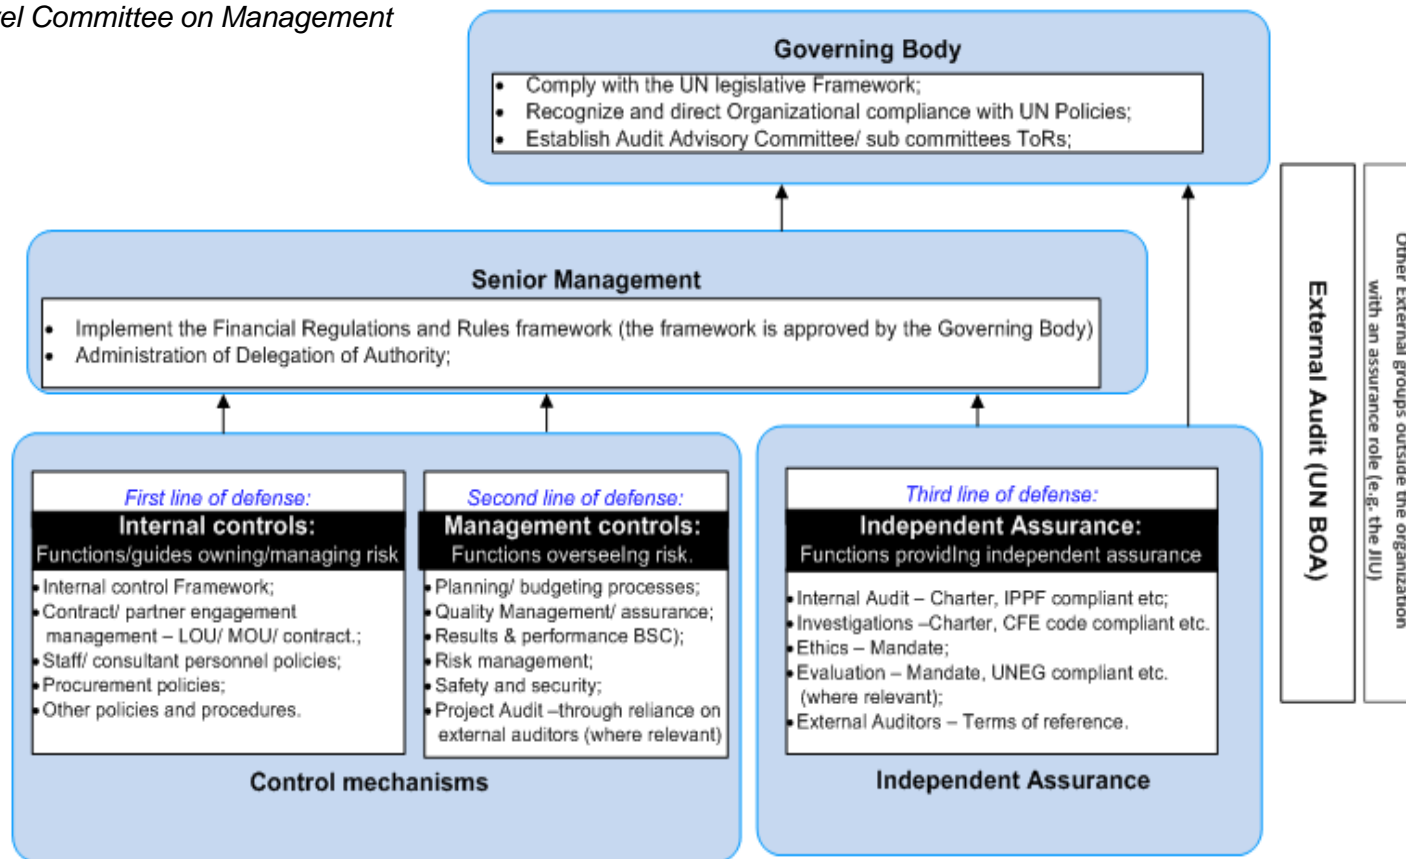 vel Committee on Management
Governing Body
• Comply with the UN legislative Framework;
• Recognize and direct Organizational compliance with UN Policies;
• Establish Audit Advisory Committee/ sub committees ToRs;
Senior Management
• Implement the Financial Regulations and Rules framework (the framework is approved by the Governing Body)
• Administration of Delegation of Authority;
First line of defense:
Internal controls:
Functions/guides owning/managing risk
• Internal control Framework;
• Contract/ partner engagement
management – LOU/ MOU/ contract.;
• Staff/ consultant personnel policies;
• Procurement policies;
• Other policies and procedures.
Second line of defense:
Management controls:
Functions overseeing risk.
• Planning/ budgeting processes;
• Quality Management/ assurance;
• Results & performance BSC);
• Risk management;
• Safety and security;
• Project Audit –through reliance on
external auditors (where relevant)
Control mechanisms
Third line of defense:
Independent Assurance:
Functions providing independent assurance
• Internal Audit – Charter, IPPF compliant etc;
• Investigations –Charter, CFE code compliant etc.
• Ethics – Mandate;
• Evaluation – Mandate, UNEG compliant etc.
(where relevant);
• External Auditors – Terms of reference.
Independent Assurance
External Audit (UN BOA)
Other External groups outside the organization
with an assurance role (e.g. the JIU)